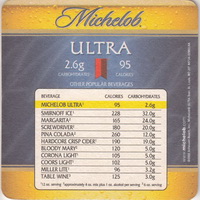 Michelob.
ULTRA
2.6g 95
CARBOHYDRATES CALORIES
OTHER POPULAR BEVERAGES
BEVERAGE CALORIES CARBOHYDRATES
MICHELOB ULTRA 95 2.6g
SMIRNOFF ICE 228 32.0g
MARGARITA 165 24.0g
SCREWDRIVER 180 20.0g
PINA COLADA 260 12.0g
HARDCORE CRISP CIDER 190 19.0g
BLOODY MARY 120 5.0g
CORONA LIGHT 105 5.0g
COORS LIGHT 102 5.0g
MILLER LITE 96 3.2g
TABLE WINE 125 3.0g